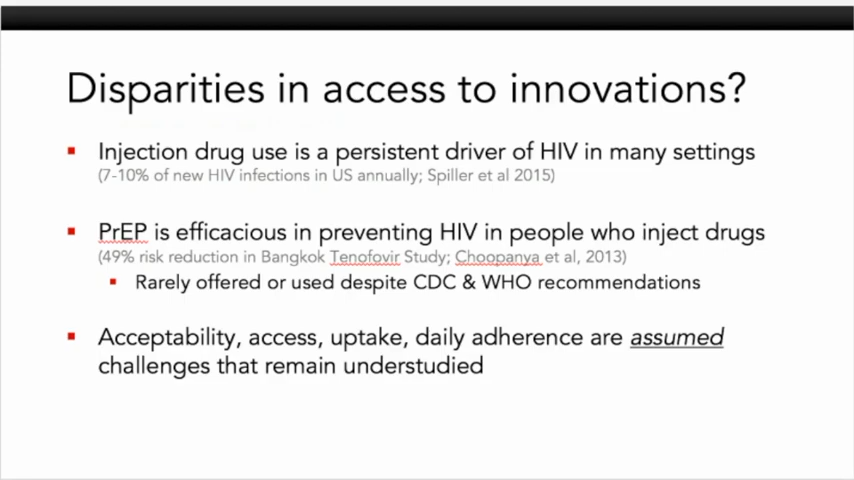 Disparities in access to innovations?
Injection drug use is a persistent driver of HIV in many settings
(7-10% of new HIV infections in US annually; Spiller et al 2015)
PrEP is efficacious in preventing HIV in people who inject drugs
(49% risk reduction in Bangkok Tenofovir Study; Choopanya et al, 2013)
Rarely offered or used despite CDC & WHO recommendations
Acceptability, access, uptake, daily adherence are assumed
challenges that remain understudied